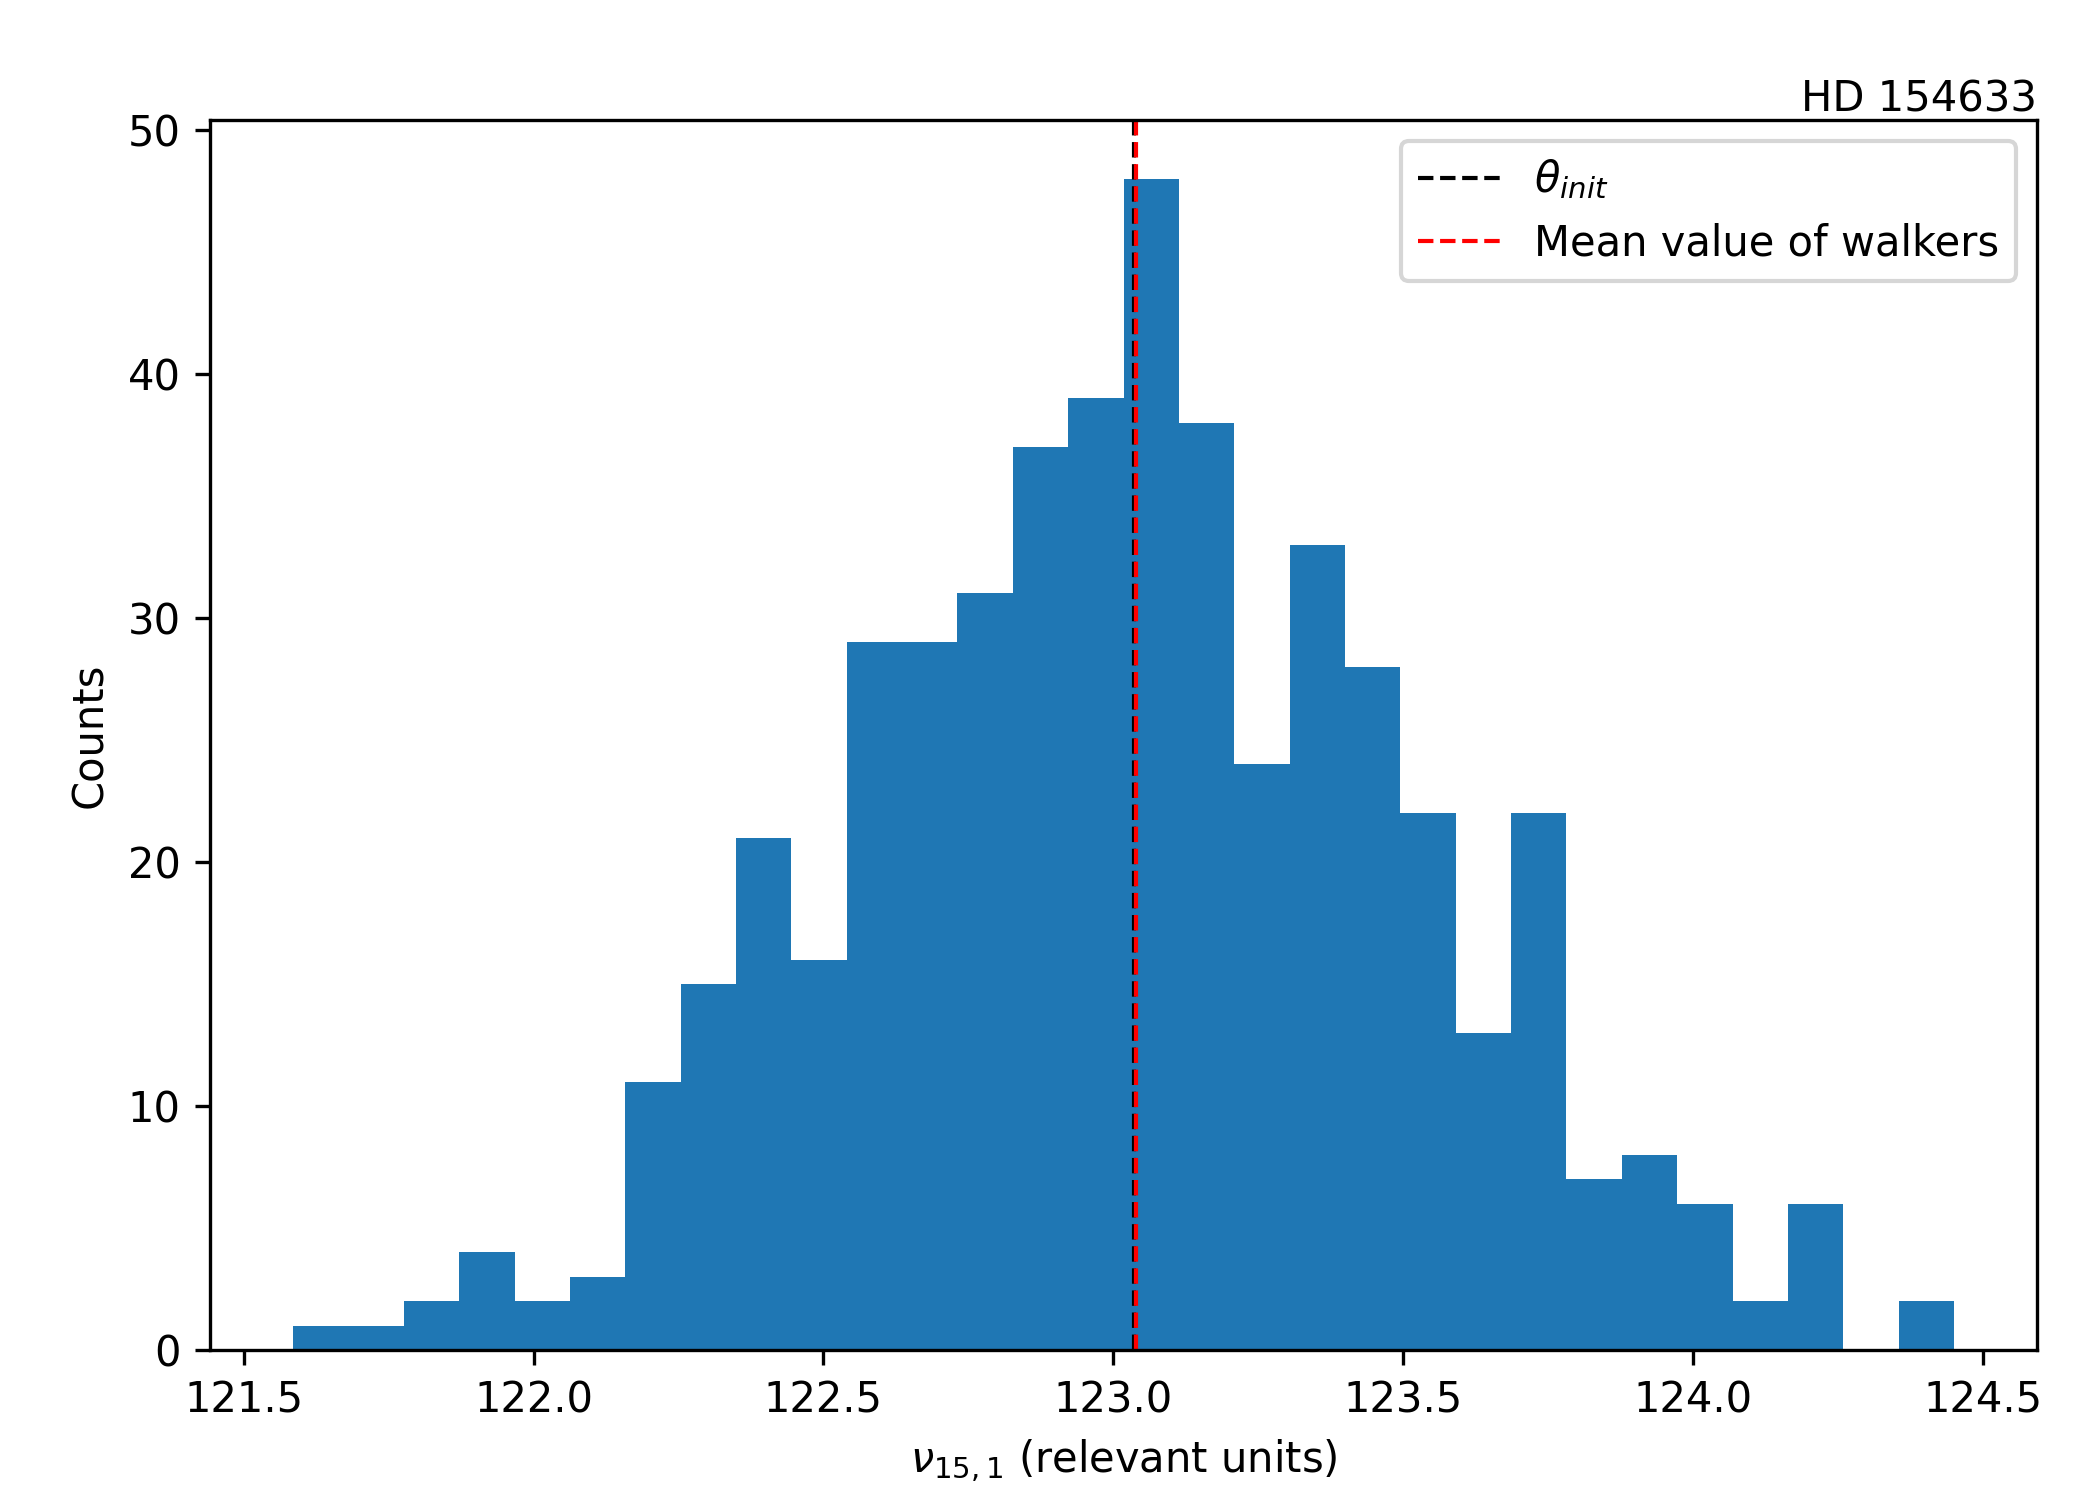 HD 154633
50
40
30
20
10
0
Counts
θinit
Mean value of walkers
121.5 122.0 122.5 123.0 123.5 124.0 124.5
ν15, 1 (relevant units)